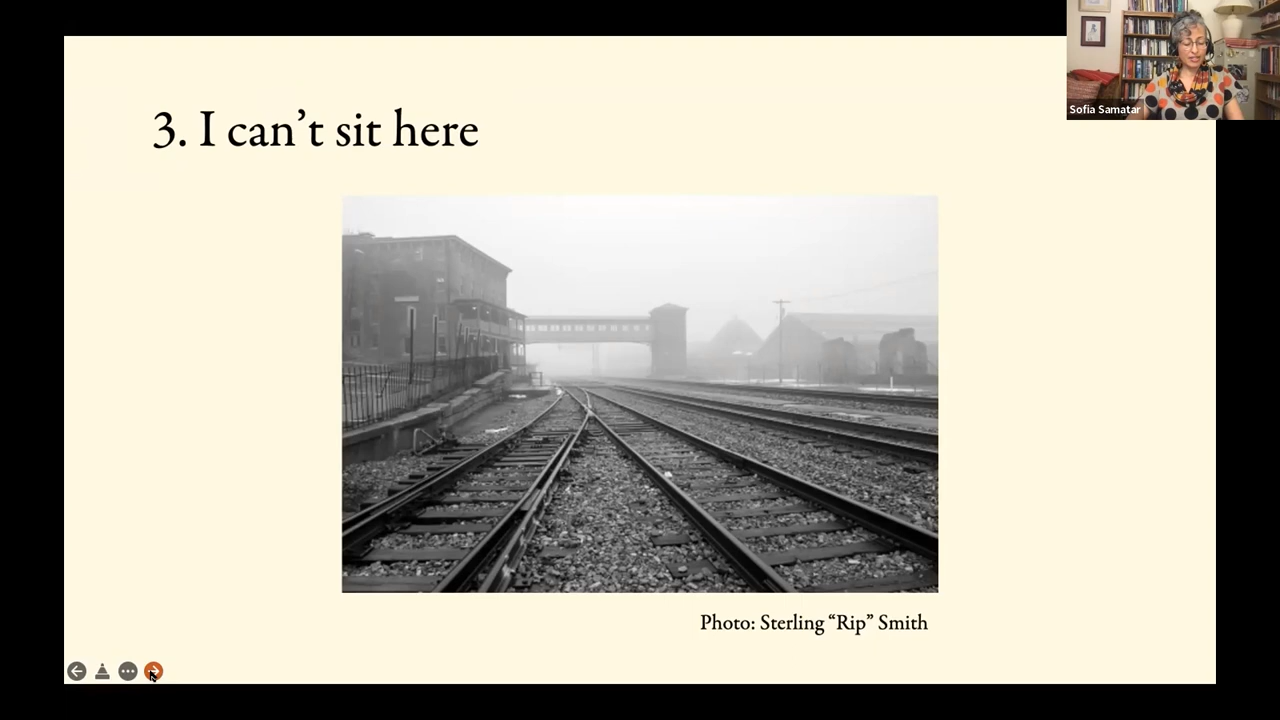 Sofia Samatar
3. I can’t sit here
Photo: Sterling “Rip” Smith